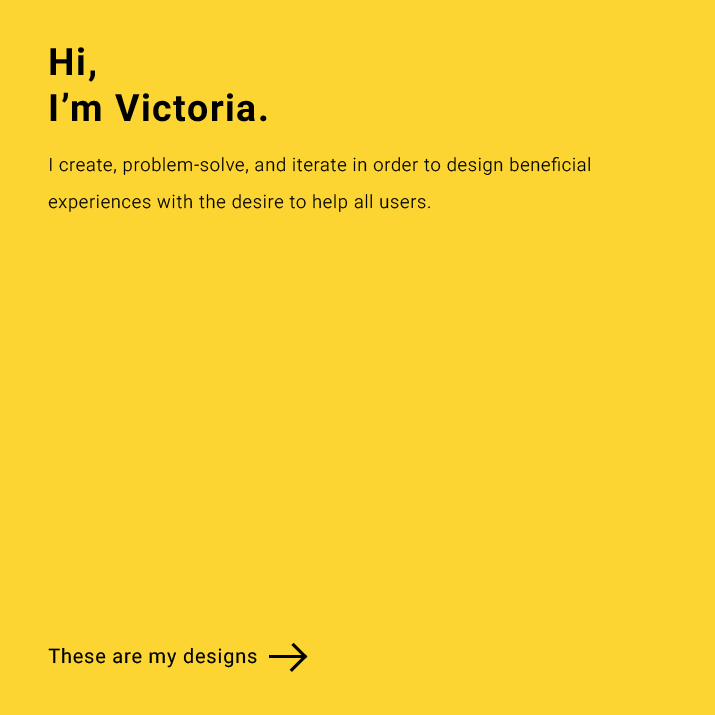 Hi,
I’m Victoria.
I create, problem-solve, and iterate in order to design beneficial
experiences with the desire to help all users.
These are my designs